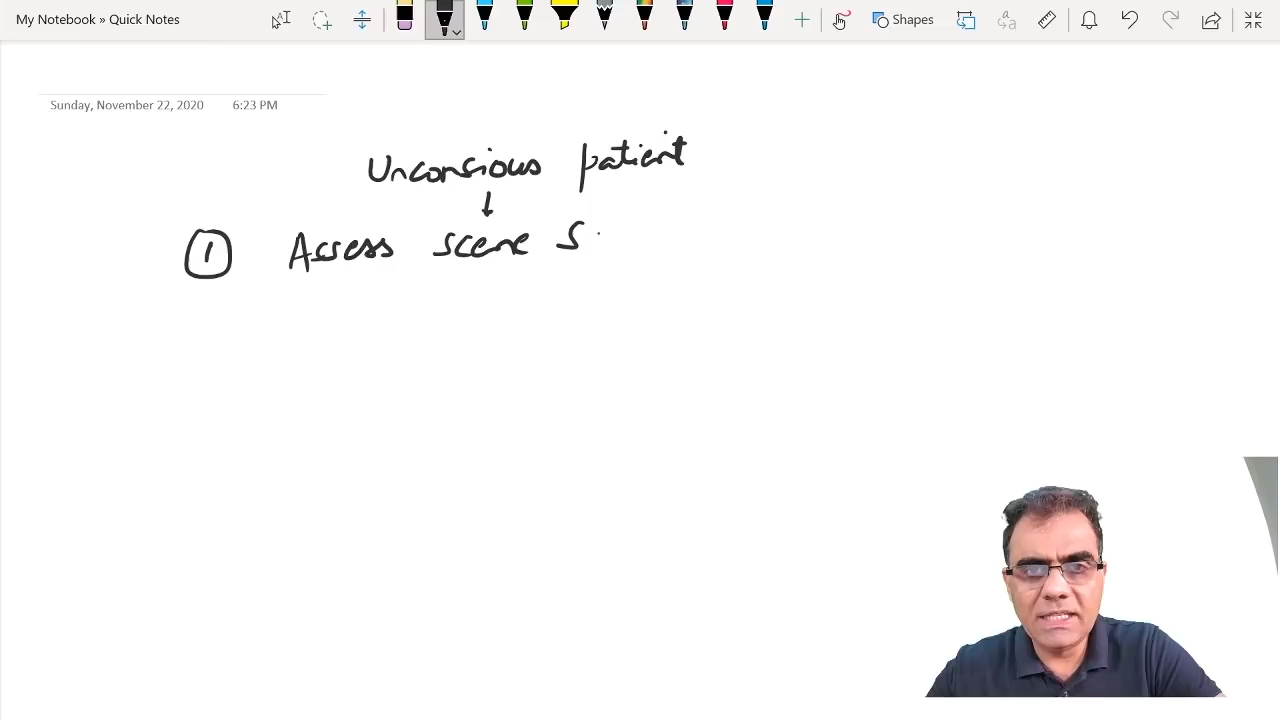 My Notebook » Quick Notes
Shapes
Sunday, November 22, 2020 6:23 PM
Unconscious patient
↓
① Assess scene S